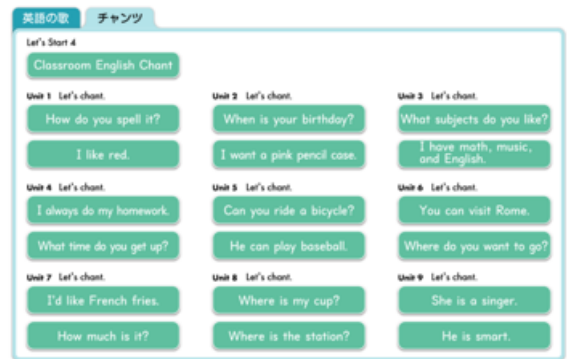 英語の歌 チャンツ
Let's Start 4
Classroom English Chant
Unit 1 Let's chant. Unit 2 Let's chant. Unit 3 Let's chant.
How do you spell it? When is your birthday? What subjects do you like?
I like red. I want a pink pencil case. I have math, music,
and English.
Unit 4 Let's chant. Unit 5 Let's chant. Unit 6 Let's chant.
I always do my homework. Can you ride a bicycle? You can visit Rome.
What time do you get up? He can play baseball. Where do you want to go?
Unit 7 Let's chant. Unit 8 Let's chant. Unit 9 Let's chant.
I'd like French fries. Where is my cup? She is a singer.
How much is it? Where is the station? He is smart.